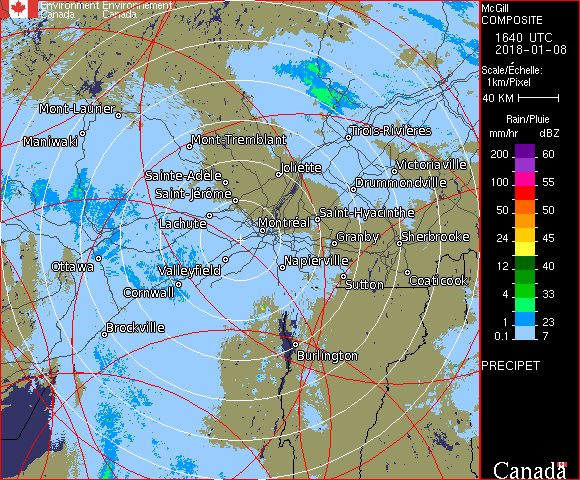 Environment Environnement
Canada Canada
McGill
COMPOSITE
1640 UTC
2018-01-08
Scale/Échelle:
1km/Pixel
40 KM
Rain/Pluie
mm/hr dBZ
200 60
100 55
50 50
24 45
24 35
12 40
4 33
1 23
0.1 7
PRECIPET
Canada
Mont-Laurier
Maniwaki
Mont-Tremblant
Trois-Rivières
Joliette
Victoriaville
Sainte-Adèle
Drummondville
Saint-Jérôme
Saint-Hyacinthe
Lachute
Montréal
Granby
Sherbrooke
Ottawa
Valleyfield
Napierville
Sutton
Coaticook
Cornwall
Brockville
Burlington